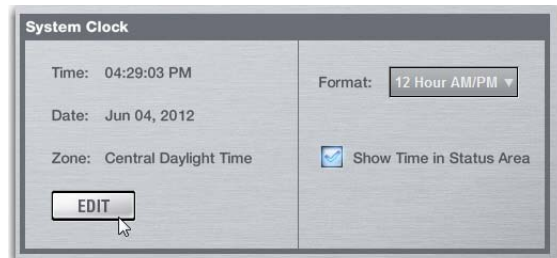 System Clock
Time: 04:29:03 PM
Date: Jun 04, 2012
Zone: Central Daylight Time
EDIT
Format: 12 Hour AM/PM ▼
Show Time in Status Area